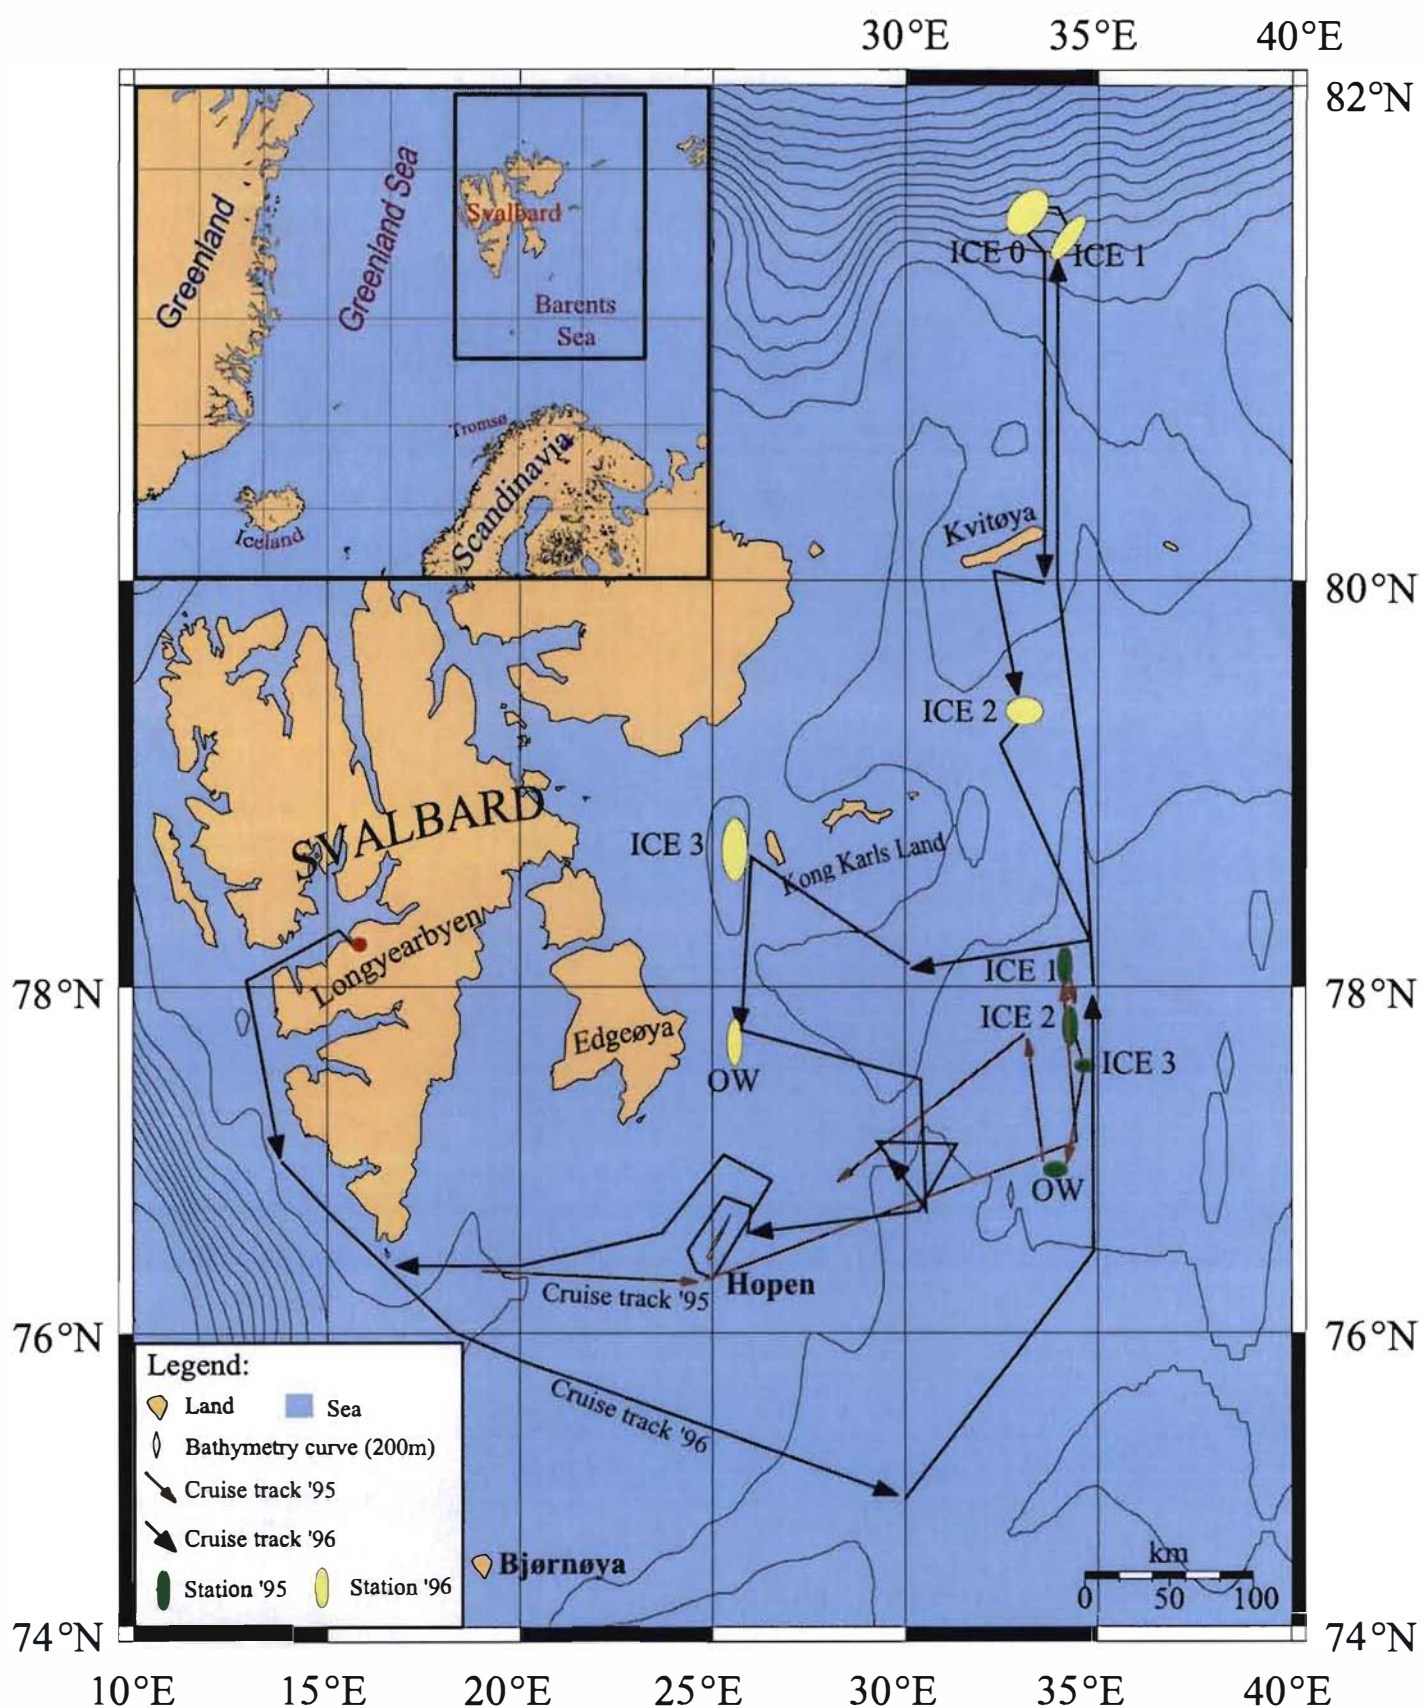 30°E 35°E 40°E
82°N
Greenland
Greenland Sea
Svalbard
Barents
Sea
Tromsø
Scandinavia
Iceland
ICE 0
ICE 1
Kvitøya
80°N
ICE 2
SVALBARD
ICE 3
Kong Karls Land
Longyearbyen
ICE 1
78°N
78°N
ICE 2
Edgeøya
ICE 3
OW
OW
Hopen
Cruise track '95
76°N
76°N
Cruise track '96
Legend:
Land Sea
Bathymetry curve (200m)
Cruise track '95
Cruise track '96
Station '95 Station '96
Bjørnøya
km
0 50 100
74°N
74°N
10°E 15°E 20°E 25°E 30°E 35°E 40°E